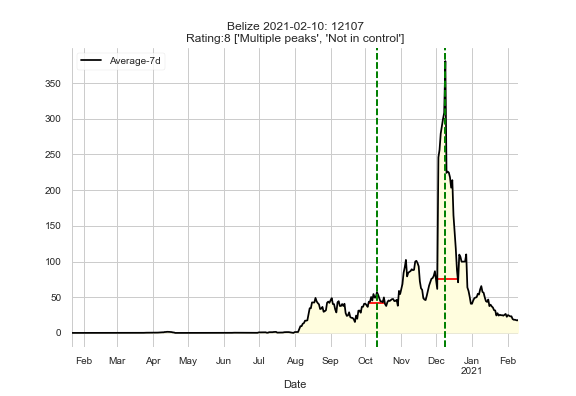 Belize 2021-02-10: 12107
Rating:8 ['Multiple peaks', 'Not in control']
Average-7d
350
300
250
200
150
100
50
0
Feb Mar Apr May Jun Jul Aug Sep Oct Nov Dec Jan Feb
2021
Date